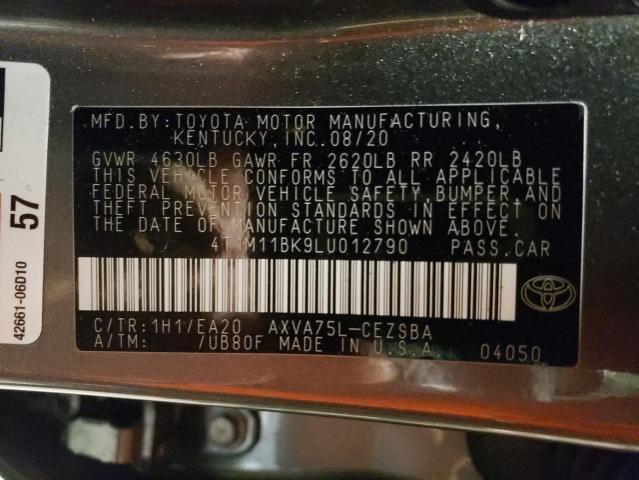 MFD.BY:TOYOTA MOTOR MANUFACTURING,
KENTUCKY,INC.08/20
GVWR 4630LB GAWR FR 2620LB RR 2420LB
THIS VEHICLE CONFORMS TO ALL APPLICABLE
FEDERAL MOTOR VEHICLE SAFETY,BUMPER,AND
THEFT PREVENTION STANDARDS IN EFFECT ON
THE DATE OF MANUFACTURE SHOWN ABOVE.
4T1M11BK9LU012790 PASS.CAR
C/TR:1H1/EA20 AXVA75L-CEZSBA
A/TM: /UB80F MADE IN U.S.A. 04050
57
42661-06D10